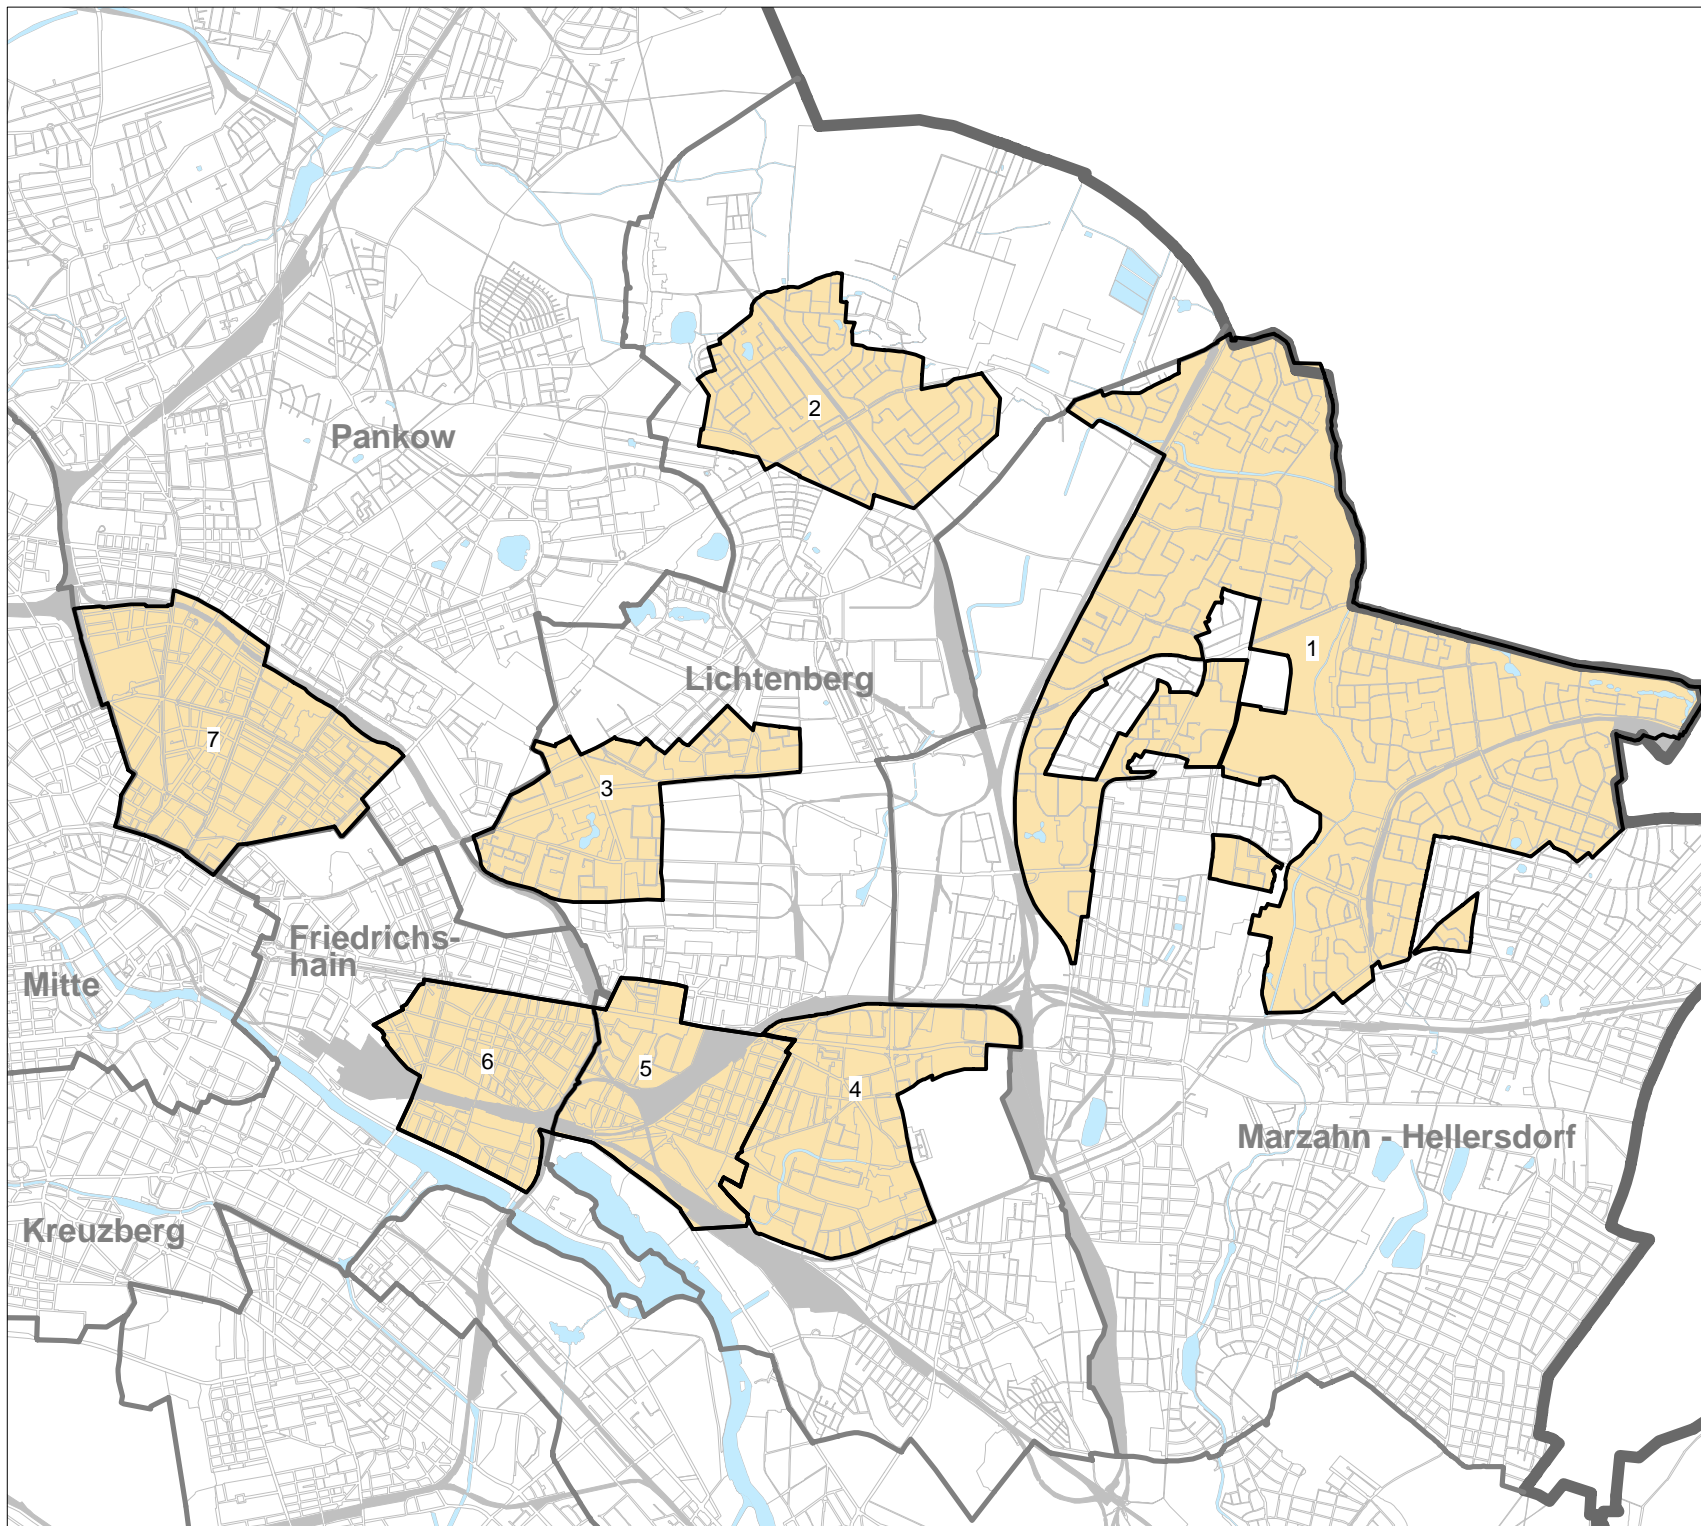 2
Pankow
1
Lichtenberg
7
3
Friedrichs-
hain
Mitte
6
5
4
Marzahn - Hellersdorf
Kreuzberg